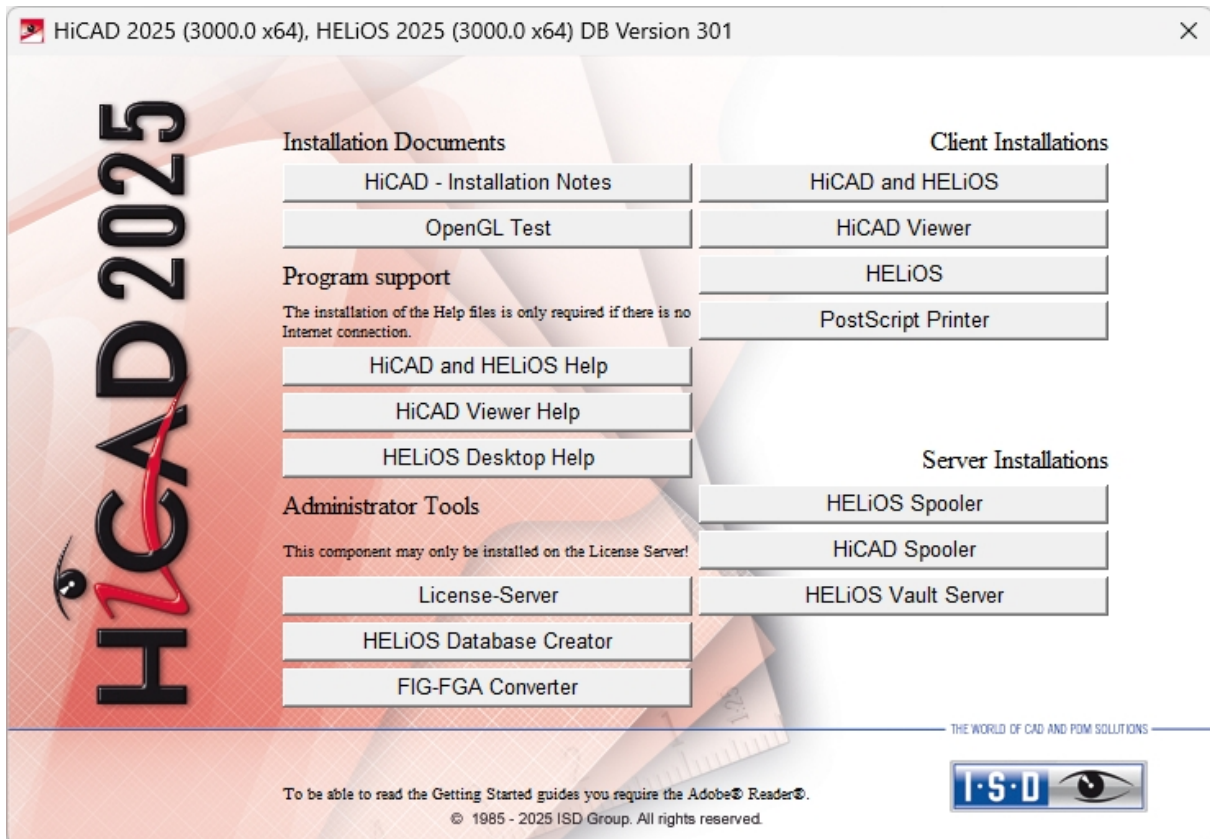 HiCAD 2025 (3000.0 x64), HELiOS 2025 (3000.0 x64) DB Version 301
HiCAD 2025
Installation Documents
HiCAD - Installation Notes
OpenGL Test
Program support
The installation of the Help files is only required if there is no
Internet connection.
HiCAD and HELiOS Help
HiCAD Viewer Help
HELiOS Desktop Help
Administrator Tools
This component may only be installed on the License Server!
License-Server
HELiOS Database Creator
FIG-FGA Converter
Client Installations
HiCAD and HELiOS
HiCAD Viewer
HELiOS
PostScript Printer
Server Installations
HELiOS Spooler
HiCAD Spooler
HELiOS Vault Server
THE WORLD OF CAD AND PDM SOLUTIONS
I·S·D
To be able to read the Getting Started guides you require the Adobe® Reader®.
© 1985 - 2025 ISD Group. All rights reserved.